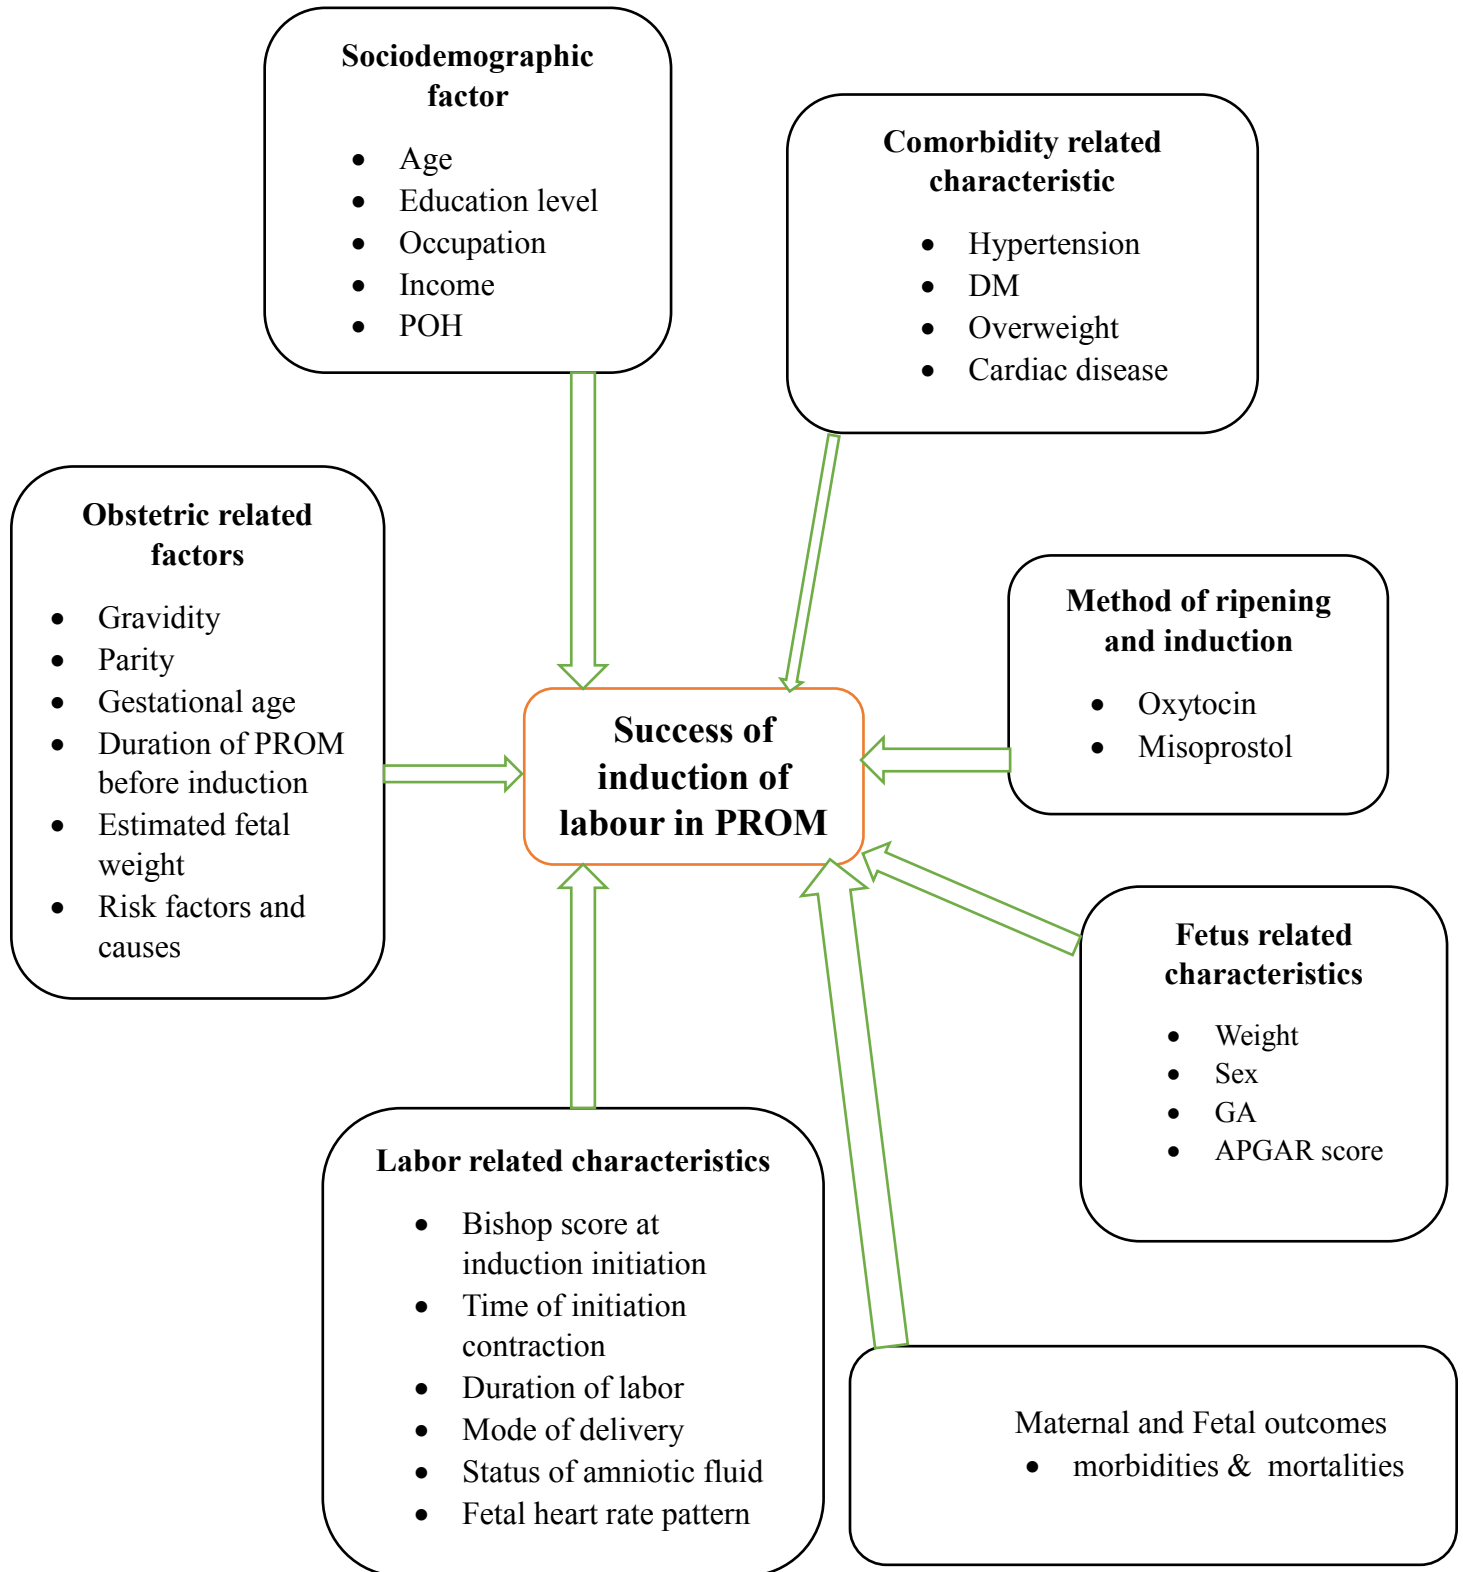 Sociodemographic
factor
• Age
• Education level
• Occupation
• Income
• POH
Comorbidity related
characteristic
• Hypertension
• DM
• Overweight
• Cardiac disease
Obstetric related
factors
• Gravidity
• Parity
• Gestational age
• Duration of PROM
before induction
• Estimated fetal
weight
• Risk factors and
causes
Method of ripening
and induction
• Oxytocin
• Misoprostol
Success of
induction of
labour in PROM
Fetus related
characteristics
• Weight
• Sex
• GA
• APGAR score
Labor related characteristics
• Bishop score at
induction initiation
• Time of initiation
contraction
• Duration of labor
• Mode of delivery
• Status of amniotic fluid
• Fetal heart rate pattern
Maternal and Fetal outcomes
• morbidities & mortalities